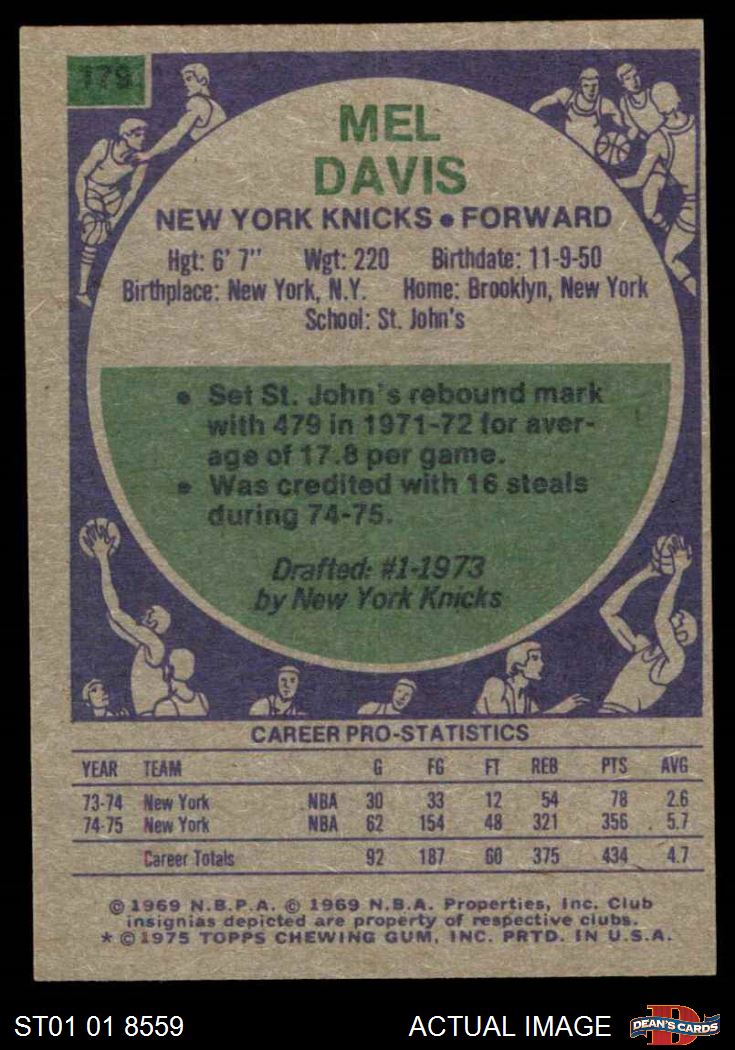 179
MEL
DAVIS
NEW YORK KNICKS • FORWARD
Hgt: 6' 7" Wgt: 220 Birthdate: 11-9-50
Birthplace: New York, N.Y. Home: Brooklyn, New York
School: St. John's
• Set St. John's rebound mark
with 479 in 1971-72 for aver-
age of 17.8 per game.
• Was credited with 16 steals
during 74-75.
Drafted: #1-1973
by New York Knicks
CAREER PRO-STATISTICS
YEAR TEAM G FG FT REB PTS AVG
73-74 New York NBA 30 33 12 54 78 2.6
74-75 New York NBA 62 154 48 321 356 5.7
Career Totals 92 187 60 375 434 4.7
© 1969 N.B.P.A. © 1969 N.B.A. Properties, Inc. Club
insignias depicted are property of respective clubs.
* © 1975 TOPPS CHEWING GUM, INC. PRTD. IN U.S.A.
ST01 01 8559 ACTUAL IMAGE D DEAN'S CARDS